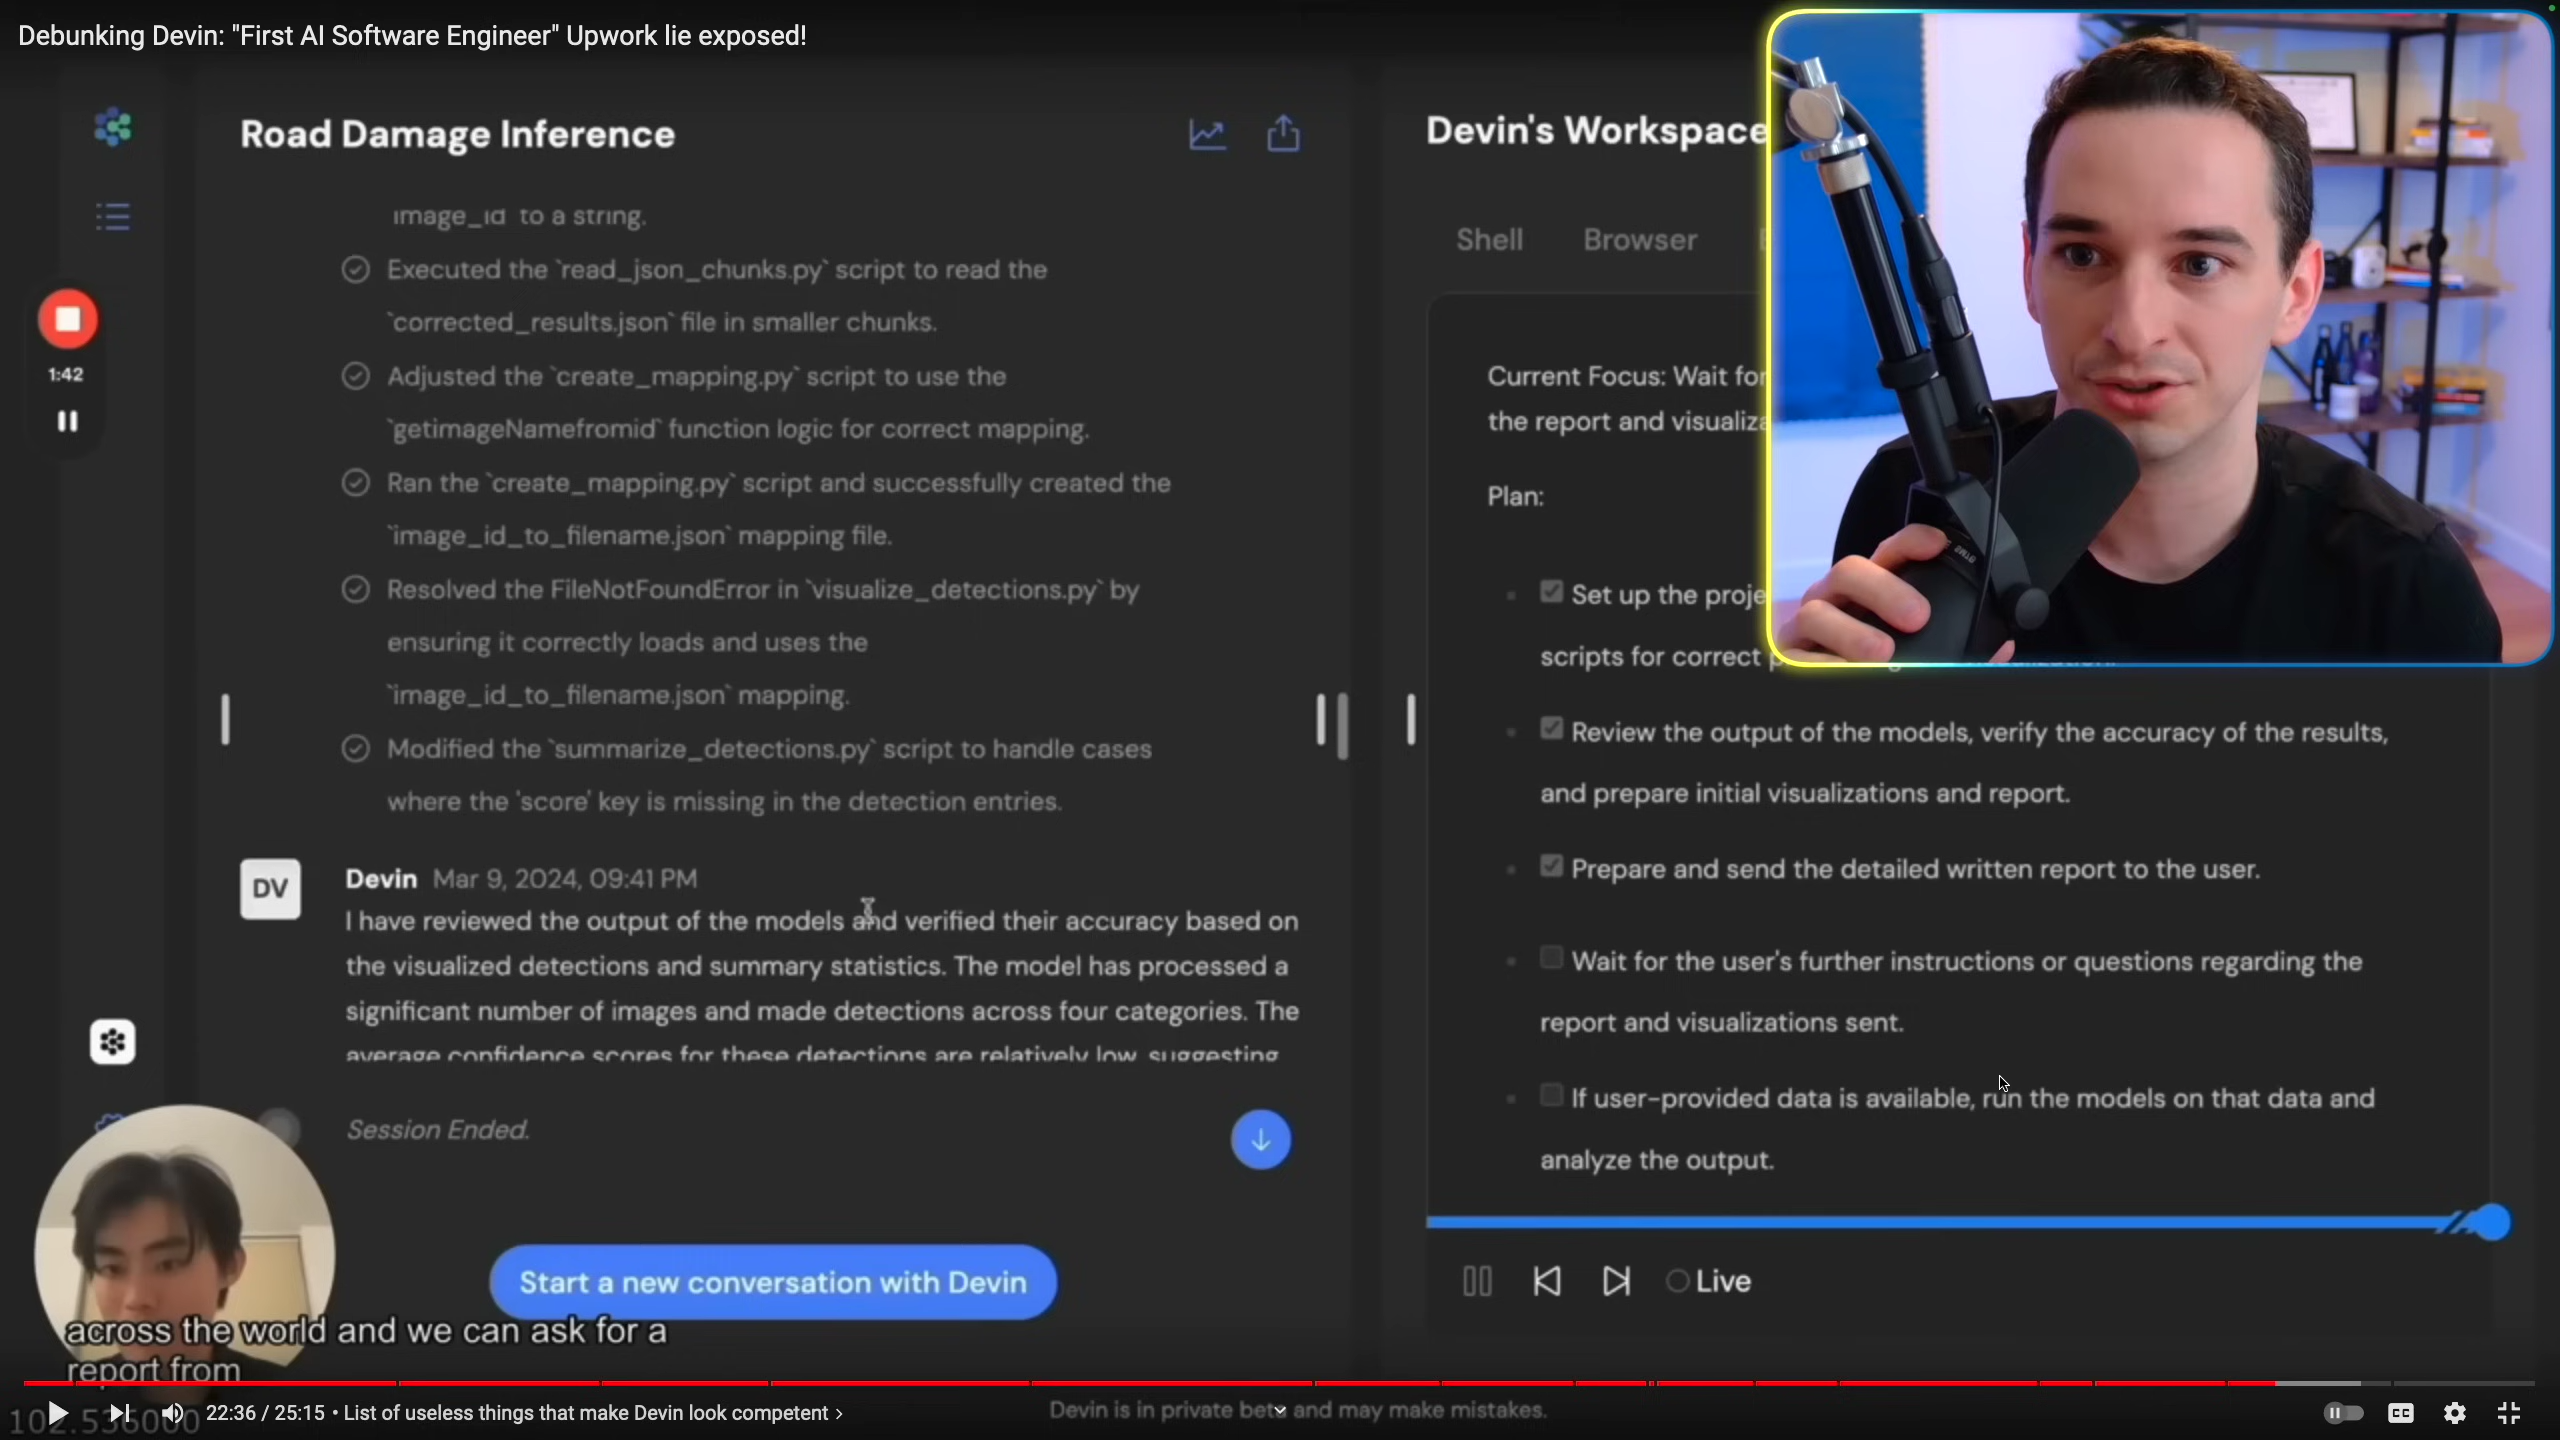 Debunking Devin: "First AI Software Engineer" Upwork lie exposed!
Road Damage Inference
image_id` to a string.
Executed the `read_json_chunks.py` script to read the
`corrected_results.json` file in smaller chunks.
Adjusted the `create_mapping.py` script to use the
`getimageNamefromid` function logic for correct mapping.
Ran the `create_mapping.py` script and successfully created the
`image_id_to_filename.json` mapping file.
Resolved the FileNotFoundError in `visualize_detections.py` by
ensuring it correctly loads and uses the
`image_id_to_filename.json` mapping.
Modified the `summarize_detections.py` script to handle cases
where the 'score' key is missing in the detection entries.
1:42
DV
Devin Mar 9, 2024, 09:41 PM
I have reviewed the output of the models and verified their accuracy based on
the visualized detections and summary statistics. The model has processed a
significant number of images and made detections across four categories. The
average confidence scores for these detections are relatively low, suggesting
Session Ended.
Start a new conversation with Devin
across the world and we can ask for a
report from
Devin's Workspace
Shell Browser
Current Focus: Wait for
the report and visualiza
Plan:
Set up the proje
scripts for correct
Review the output of the models, verify the accuracy of the results,
and prepare initial visualizations and report.
Prepare and send the detailed written report to the user.
Wait for the user's further instructions or questions regarding the
report and visualizations sent.
If user-provided data is available, run the models on that data and
analyze the output.
Live
102.536000
22:36 / 25:15 • List of useless things that make Devin look competent
Devin is in private beta and may make mistakes.
CC